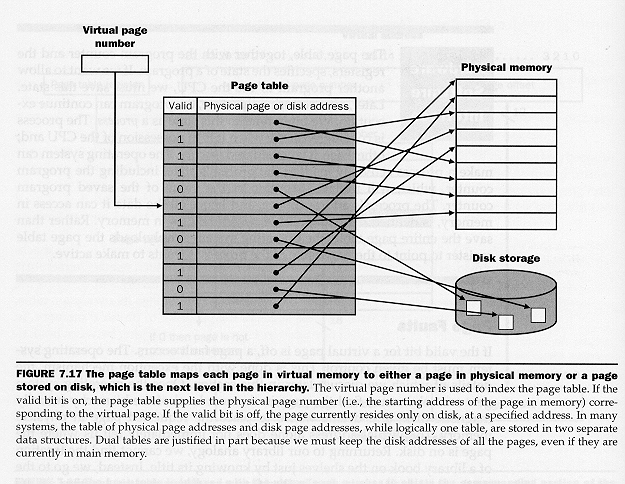 Virtual page
number
Page table
Physical memory
Valid Physical page or disk address
1
1
1
1
0
1
1
0
1
1
0
1
Disk storage
FIGURE 7.17 The page table maps each page in virtual memory to either a page in physical memory or a page
stored on disk, which is the next level in the hierarchy. The virtual page number is used to index the page table. If the
valid bit is on, the page table supplies the physical page number (i.e., the starting address of the page in memory) corre-
sponding to the virtual page. If the valid bit is off, the page currently resides only on disk, at a specified address. In many
systems, the table of physical page addresses and disk page addresses, while logically one table, are stored in two separate
data structures. Dual tables are justified in part because we must keep the disk addresses of all the pages, even if they are
currently in main memory.